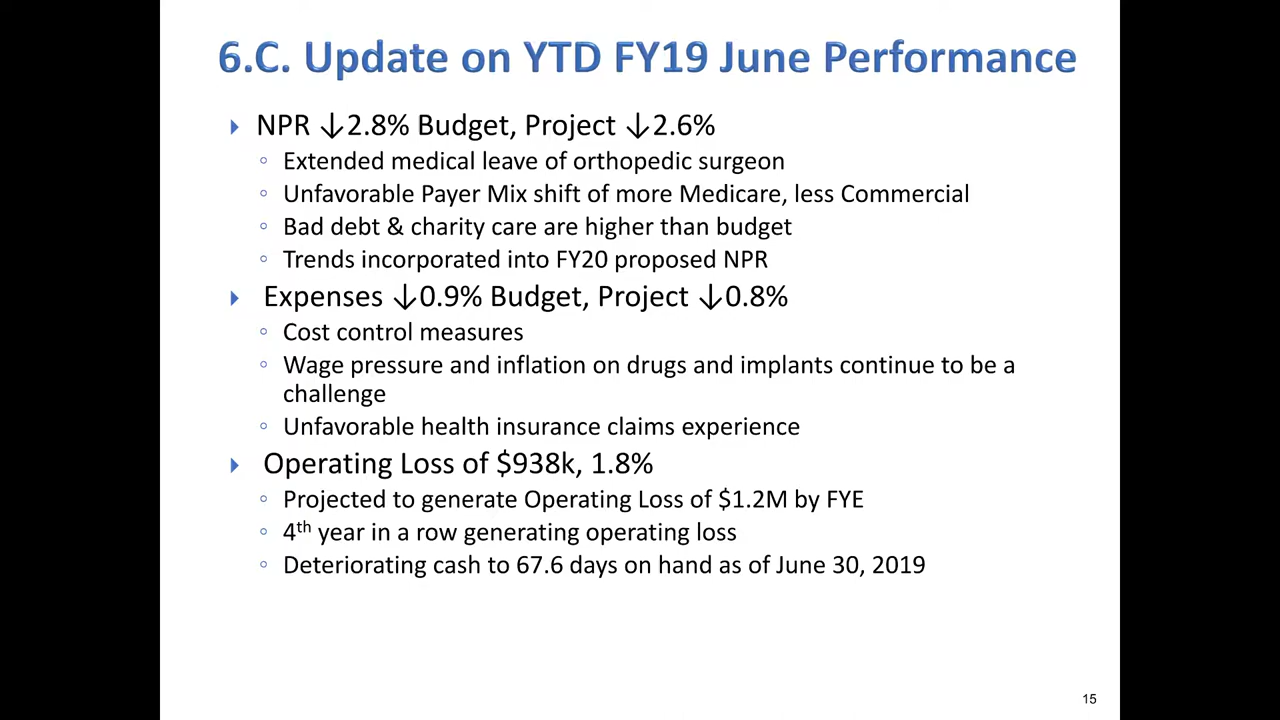 6.C. Update on YTD FY19 June Performance
NPR ↓2.8% Budget, Project ↓2.6%
Extended medical leave of orthopedic surgeon
Unfavorable Payer Mix shift of more Medicare, less Commercial
Bad debt & charity care are higher than budget
Trends incorporated into FY20 proposed NPR
Expenses ↓0.9% Budget, Project ↓0.8%
Cost control measures
Wage pressure and inflation on drugs and implants continue to be a
challenge
Unfavorable health insurance claims experience
Operating Loss of $938k, 1.8%
Projected to generate Operating Loss of $1.2M by FYE
4th year in a row generating operating loss
Deteriorating cash to 67.6 days on hand as of June 30, 2019
15